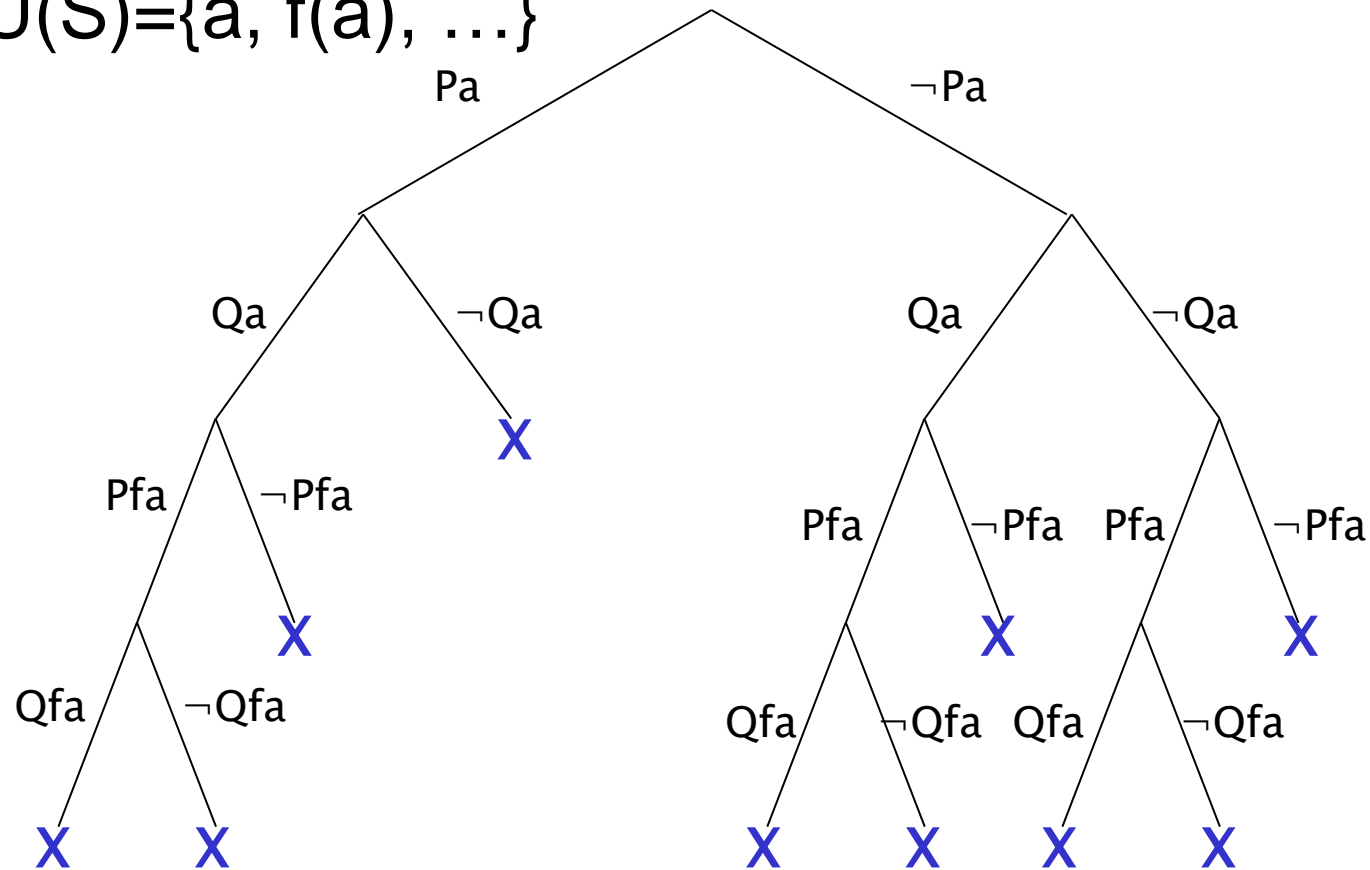 U(S)={a, f(a), …}
Pa ¬Pa
Qa ¬Qa Qa ¬Qa
X
Pfa ¬Pfa Pfa ¬Pfa Pfa ¬Pfa
X X X
Qfa ¬Qfa Qfa ¬Qfa Qfa ¬Qfa
X X X X X X